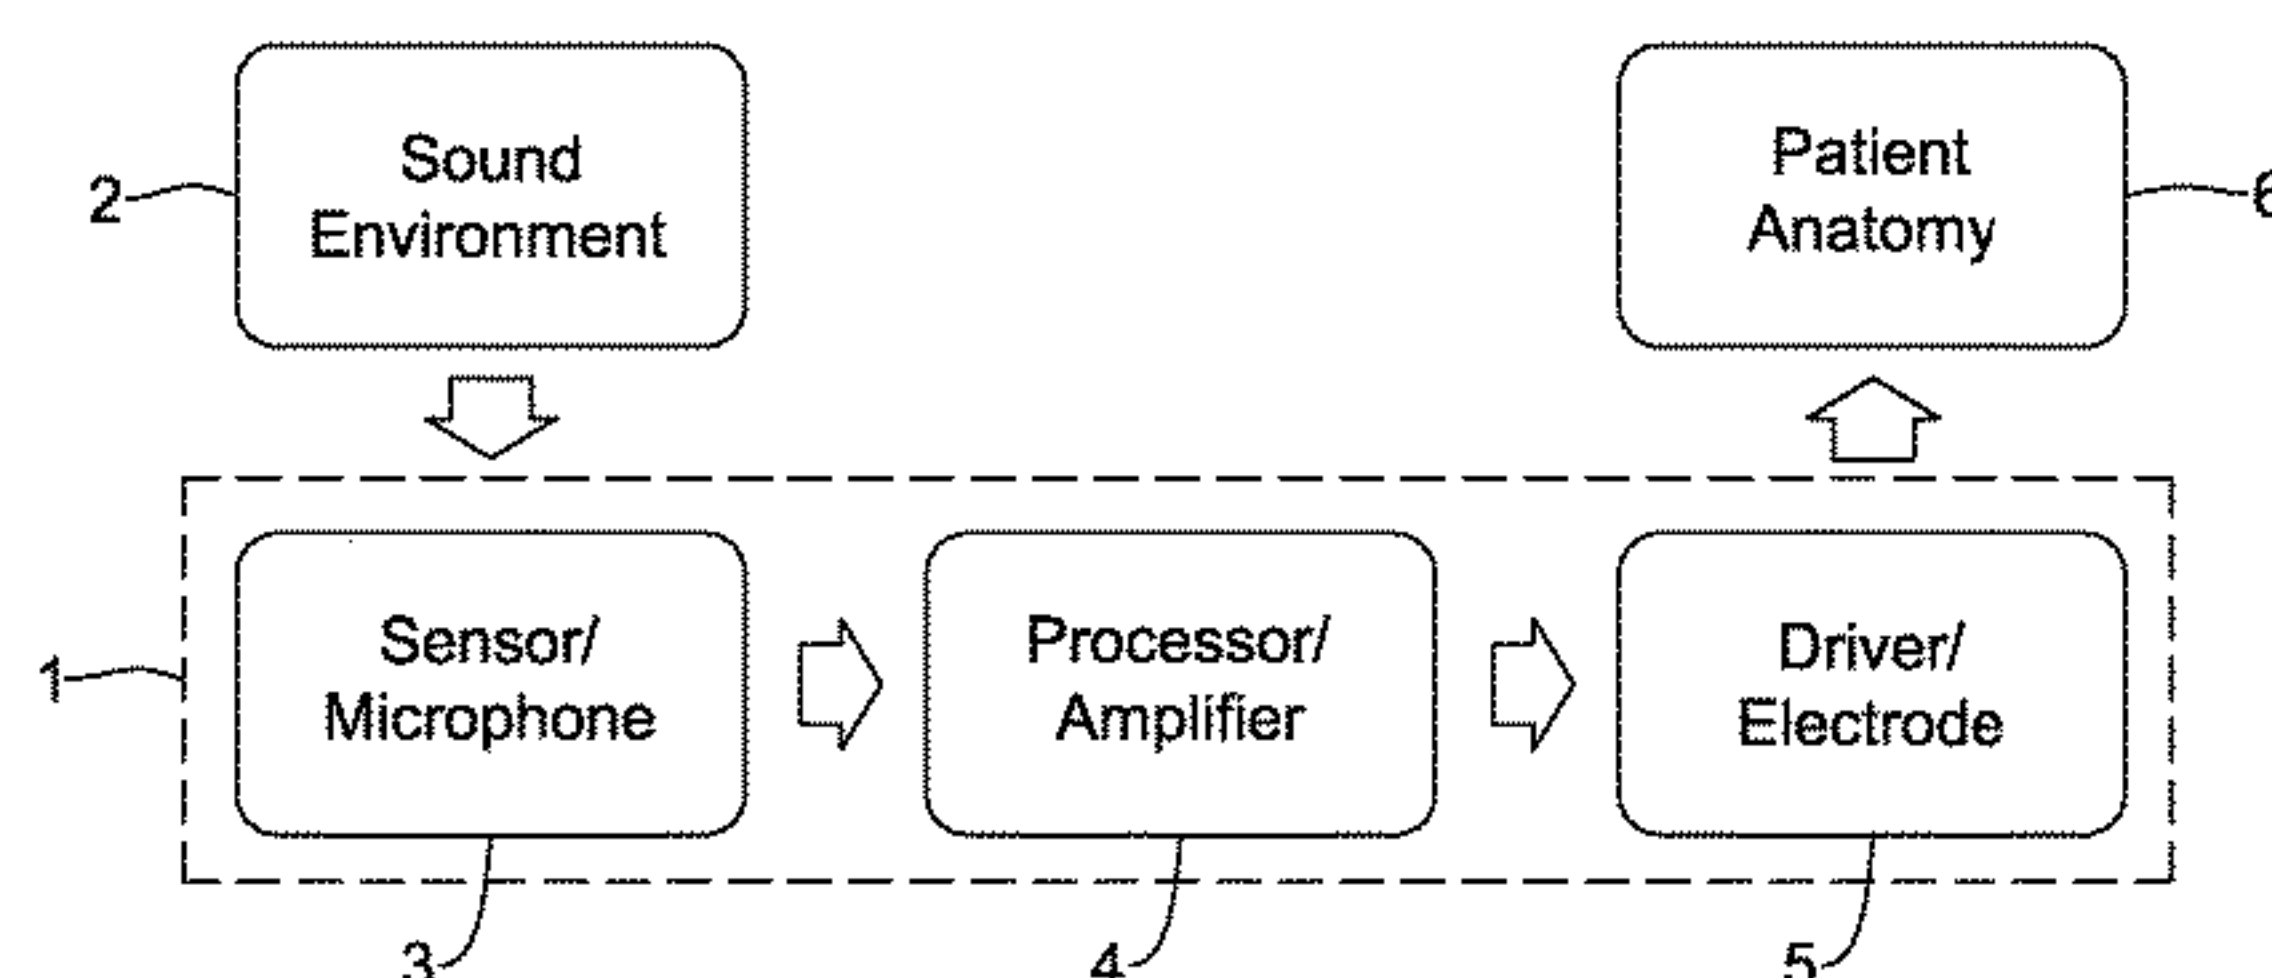 Sound
Environment
2
Patient
Anatomy
6
1
Sensor/
Microphone
Processor/
Amplifier
Driver/
Electrode
3
4
5